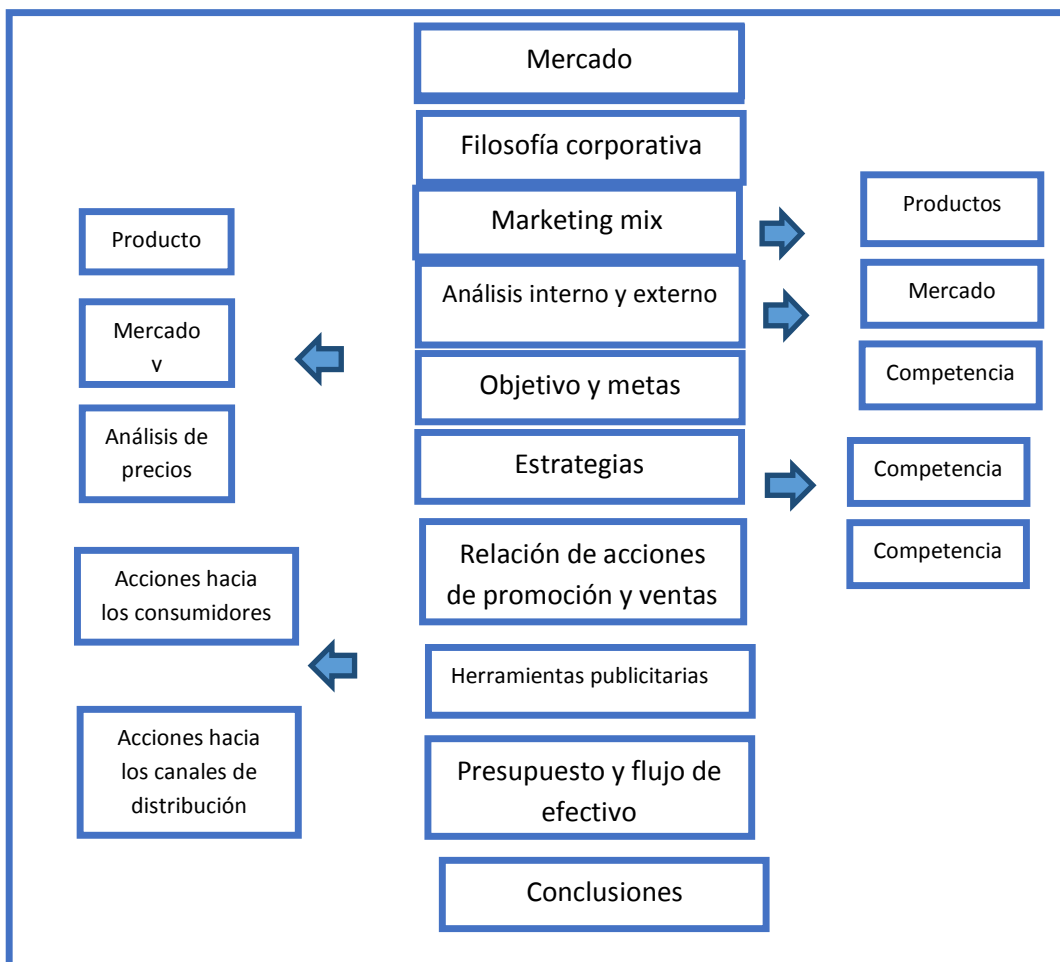 Mercado
Filosofía corporativa
Marketing mix
Análisis interno y externo
Objetivo y metas
Estrategias
Relación de acciones
de promoción y ventas
Herramientas publicitarias
Presupuesto y flujo de
efectivo
Conclusiones
Producto
Mercado
v
Análisis de
precios
Acciones hacia
los consumidores
Acciones hacia
los canales de
distribución
Productos
Mercado
Competencia
Competencia
Competencia